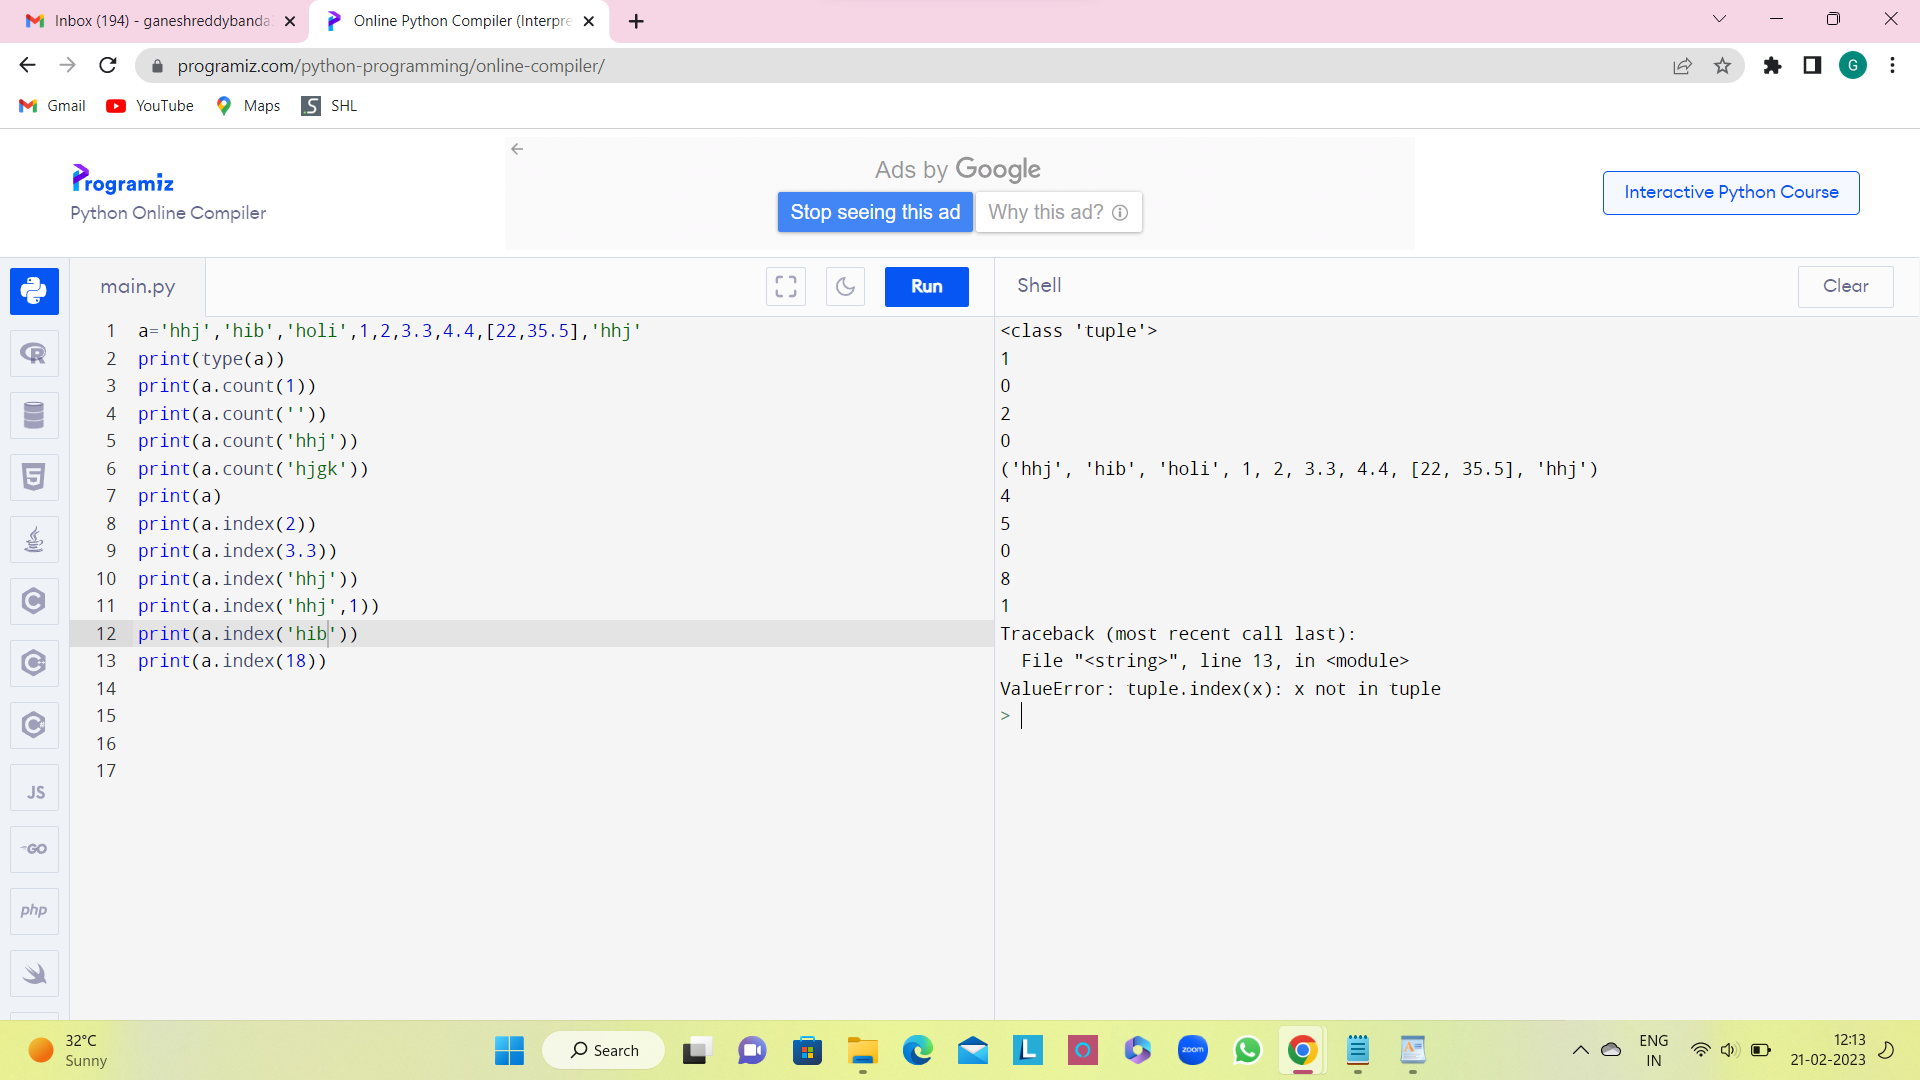 Inbox (194) - ganeshreddybanda
Online Python Compiler (Interpre
programiz.com/python-programming/online-compiler/
G
Gmail
YouTube
Maps
S
SHL
Programiz
Python Online Compiler
Ads by Google
Stop seeing this ad
Why this ad?
Interactive Python Course
main.py
Run
Shell
Clear
1 a='hhj','hib','holi',1,2,3.3,4.4,[22,35.5],'hhj'
2 print(type(a))
3 print(a.count(1))
4 print(a.count(''))
5 print(a.count('hhj'))
6 print(a.count('hjgk'))
7 print(a)
8 print(a.index(2))
9 print(a.index(3.3))
10 print(a.index('hhj'))
11 print(a.index('hhj',1))
12 print(a.index('hib'))
13 print(a.index(18))
14
15
16
17
<class 'tuple'>
1
0
2
0
('hhj', 'hib', 'holi', 1, 2, 3.3, 4.4, [22, 35.5], 'hhj')
4
5
0
8
1
Traceback (most recent call last):
  File "<string>", line 13, in <module>
ValueError: tuple.index(x): x not in tuple
>
R
5
C
C
C
JS
GO
php
32°C
Sunny
Search
L
zoom
ENG
IN
12:13
21-02-2023